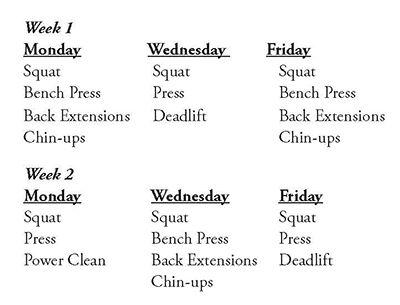 Week 1
Monday Wednesday Friday
Squat Squat Squat
Bench Press Press Bench Press
Back Extensions Deadlift Back Extensions
Chin-ups Chin-ups
Week 2
Monday Wednesday Friday
Squat Squat Squat
Press Bench Press Press
Power Clean Back Extensions Deadlift
Chin-ups